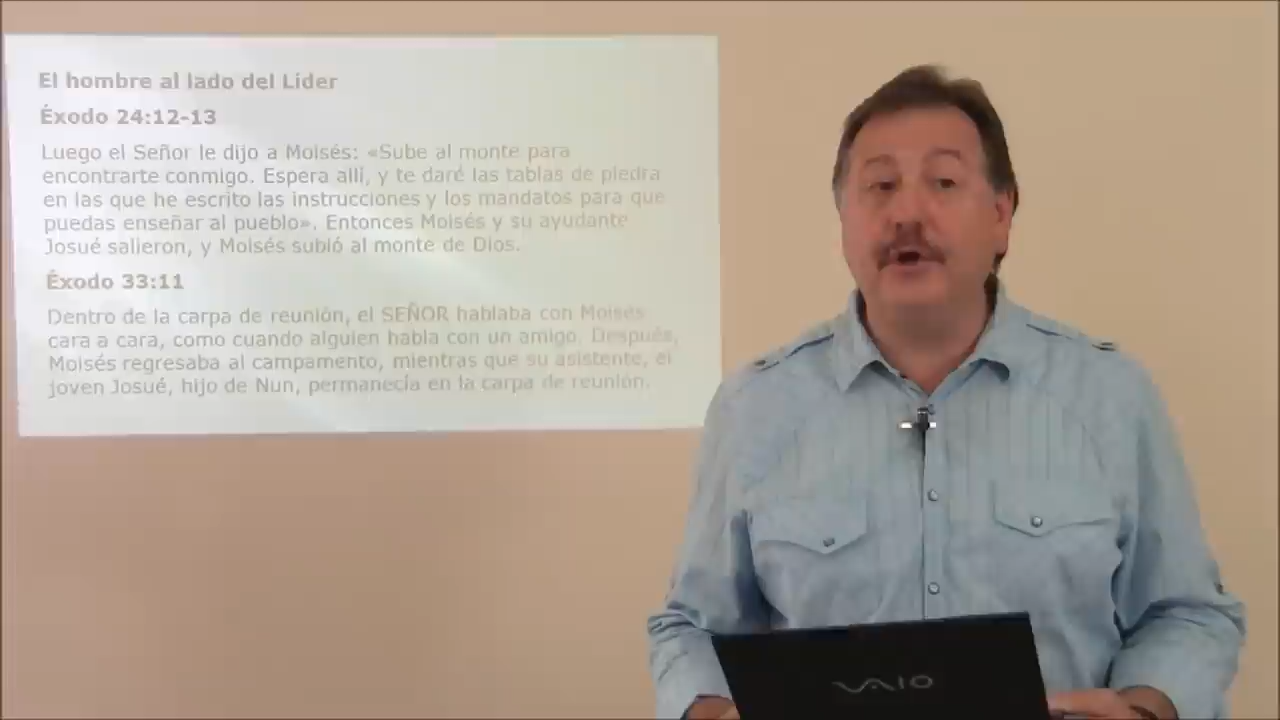 El hombre al lado del Lider
Éxodo 24:12-13
Luego el Señor le dijo a Moisés: «Sube al monte para
encontrarte conmigo. Espera allí, y te daré las tablas de piedra
en las que he escrito las instrucciones y los mandatos para que
puedas enseñar al pueblo». Entonces Moisés y su ayudante
Josué salieron, y Moisés subió al monte de Dios.
Éxodo 33:11
Dentro de la carpa de reunión, el SEÑOR hablaba con Moisés
cara a cara, como cuando alguien habla con un amigo. Después,
Moisés regresaba al campamento, mientras que su asistente, el
joven Josué, hijo de Nun, permanecía en la carpa de reunión.
VAIO